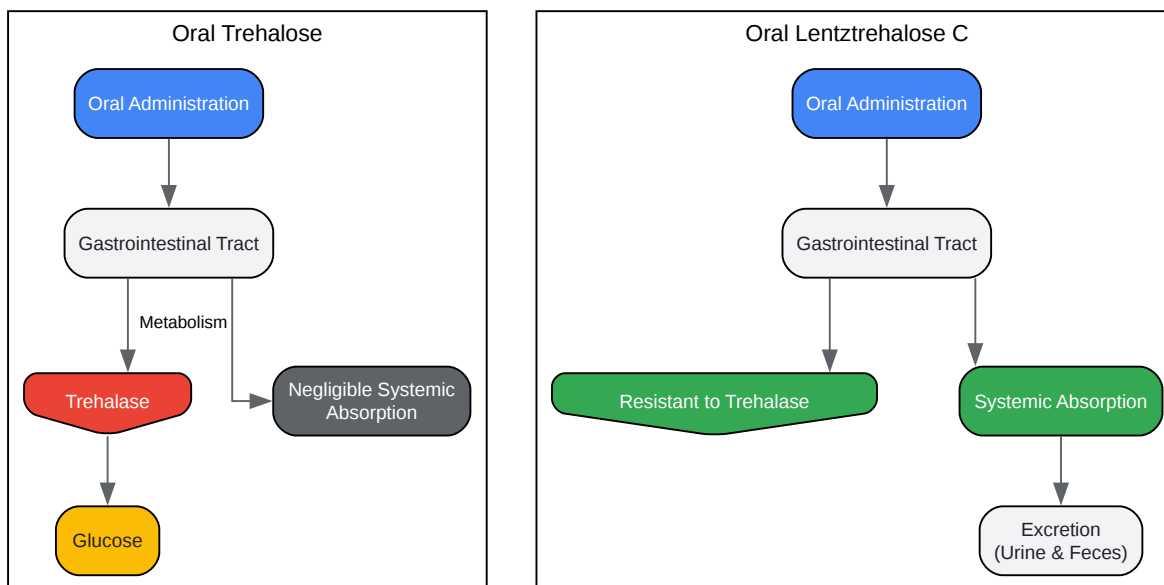 Oral Trehalose
Oral Administration
Gastrointestinal Tract
Metabolism
Trehalase
Negligible Systemic
Absorption
Glucose
Oral Lentztrehalose C
Oral Administration
Gastrointestinal Tract
Resistant to Trehalase
Systemic Absorption
Excretion
(Urine & Feces)